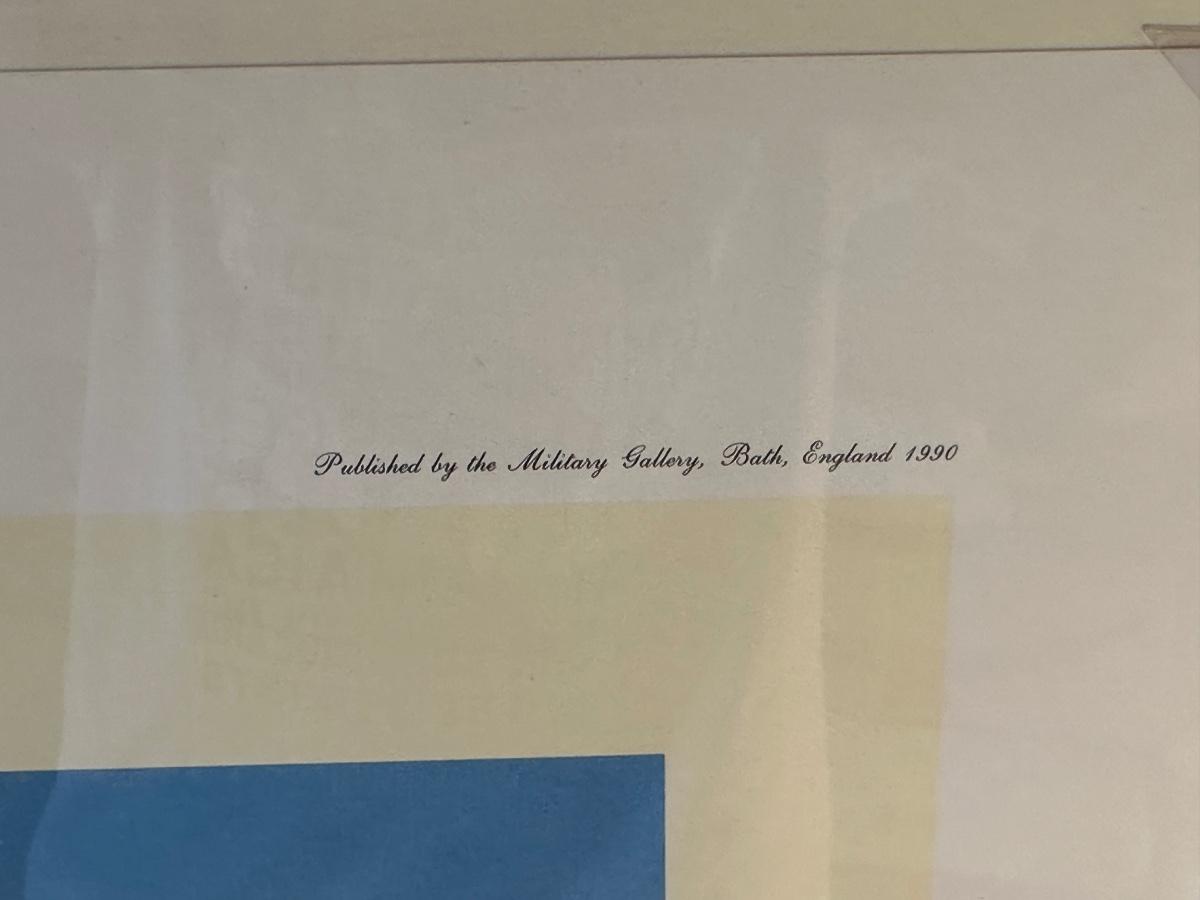 Published by the Military Gallery, Bath, England 1990